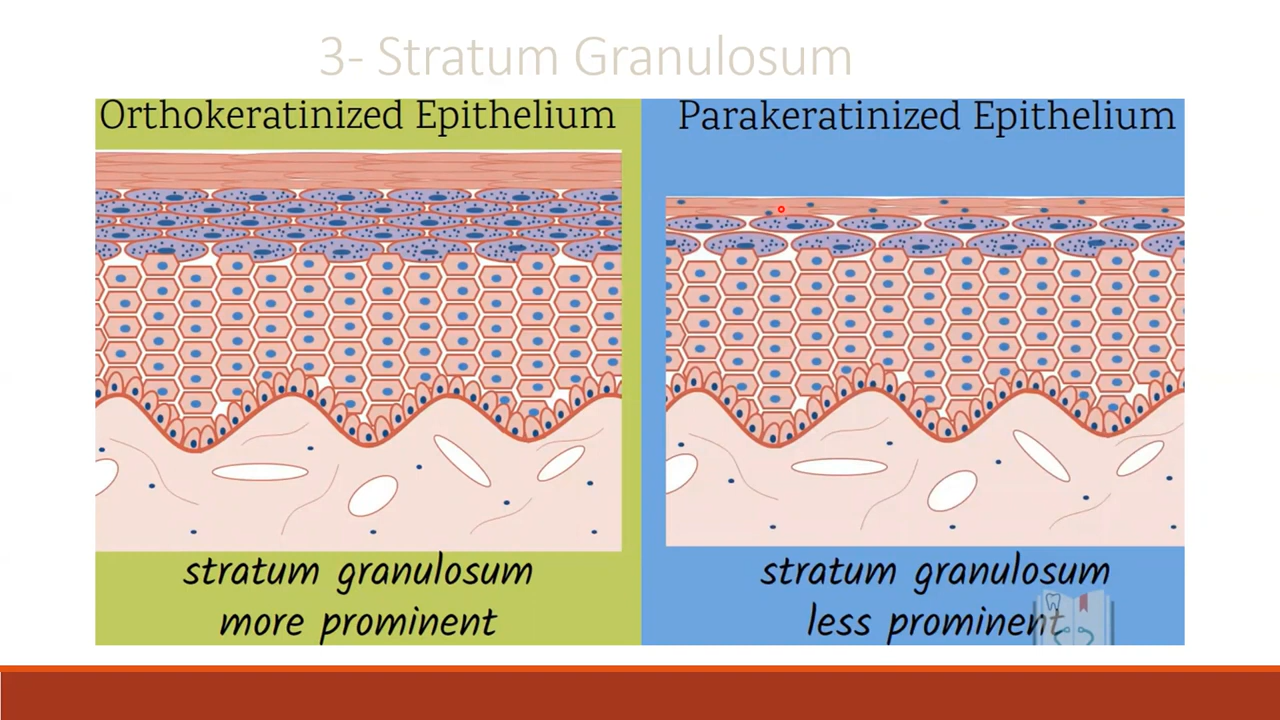 3- Stratum Granulosum
Orthokeratinized Epithelium
Parakeratinized Epithelium
stratum granulosum
more prominent
stratum granulosum
less prominent